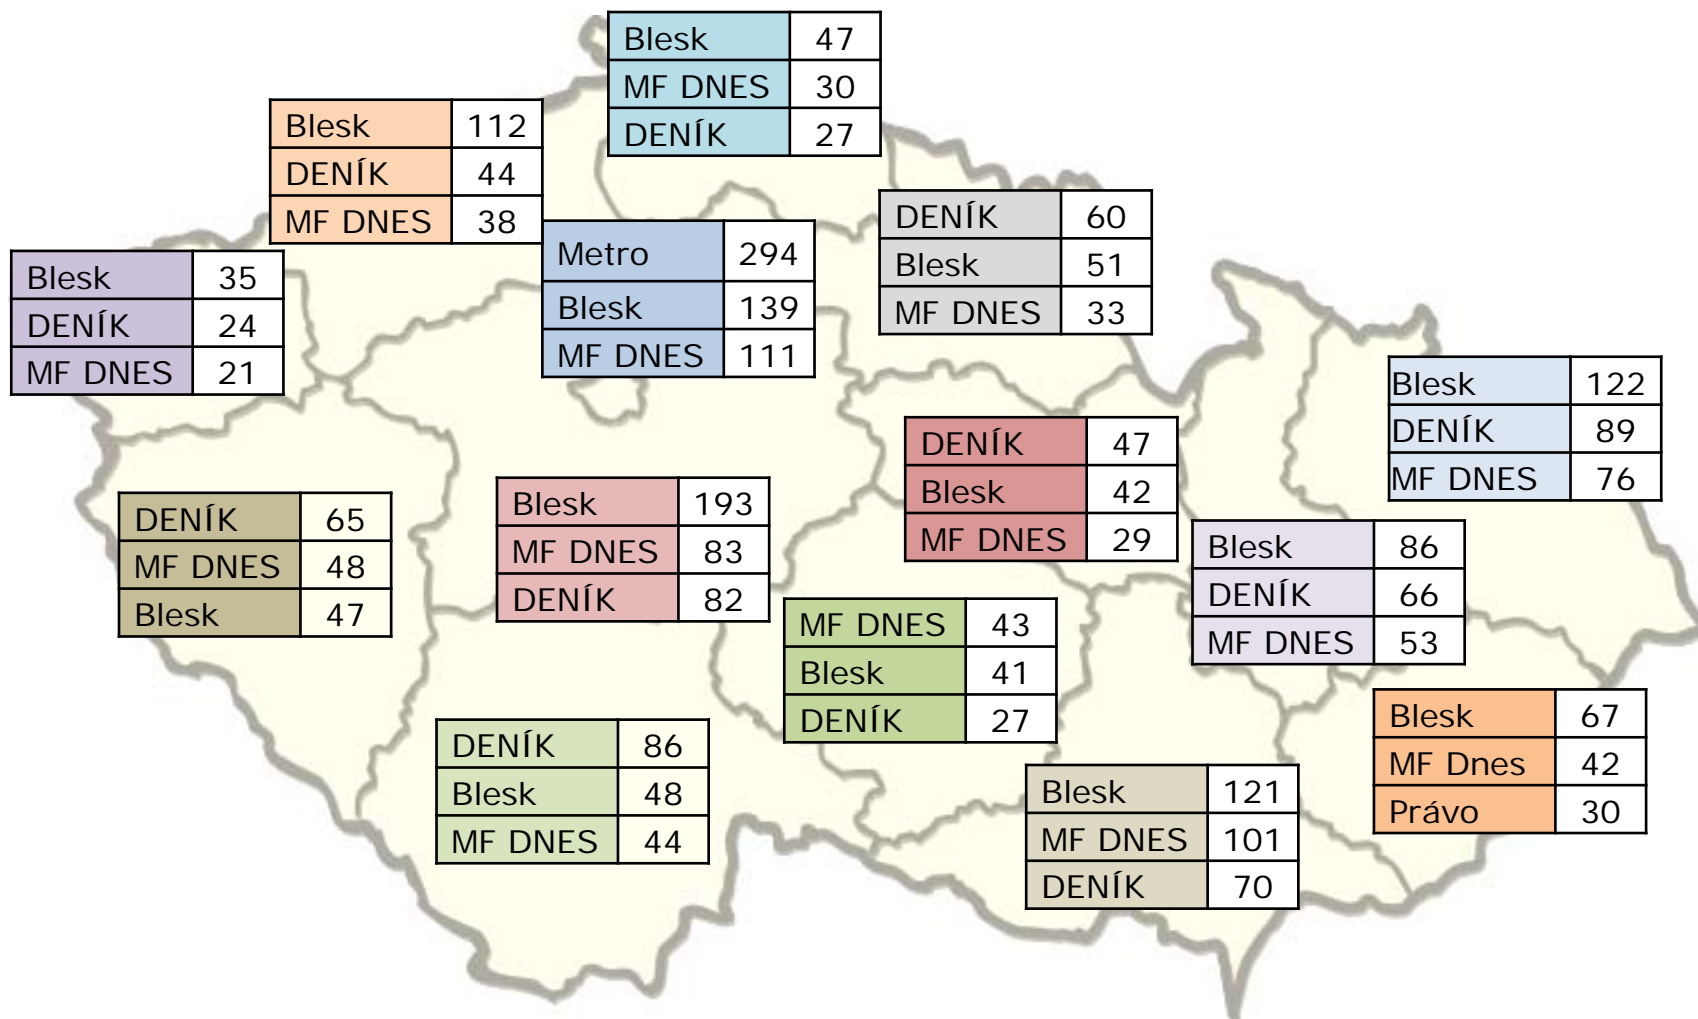 Blesk 47
MF DNES 30
DENÍK 27
Blesk 112
DENÍK 44
MF DNES 38
DENÍK 60
Blesk 51
MF DNES 33
Metro 294
Blesk 139
MF DNES 111
Blesk 35
DENÍK 24
MF DNES 21
Blesk 122
DENÍK 89
MF DNES 76
DENÍK 47
Blesk 42
MF DNES 29
Blesk 193
MF DNES 83
DENÍK 82
DENÍK 65
MF DNES 48
Blesk 47
Blesk 86
DENÍK 66
MF DNES 53
MF DNES 43
Blesk 41
DENÍK 27
Blesk 67
MF Dnes 42
Právo 30
DENÍK 86
Blesk 48
MF DNES 44
Blesk 121
MF DNES 101
DENÍK 70